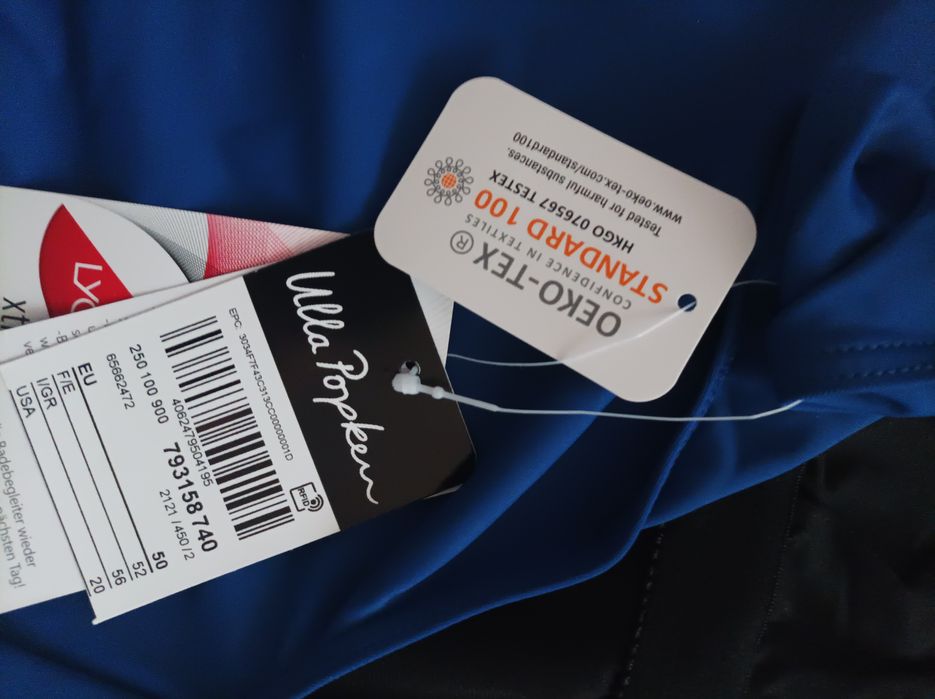 OEKO-TEX®
CONFIDENCE IN TEXTILES
STANDARD 100
HKGO 076567 TESTEX
Tested for harmful substances.
www.oeko-tex.com/standard100
Ulla Popken
RFID
EPC: 3034F7F43C313CC00000001D
4062479504195
793158740
250 100 900
2121 / 450 / 2
65662472
EU 50
F/E 52
I/GR 56
USA 20
Badebegleiter wieder
nächsten Tag!